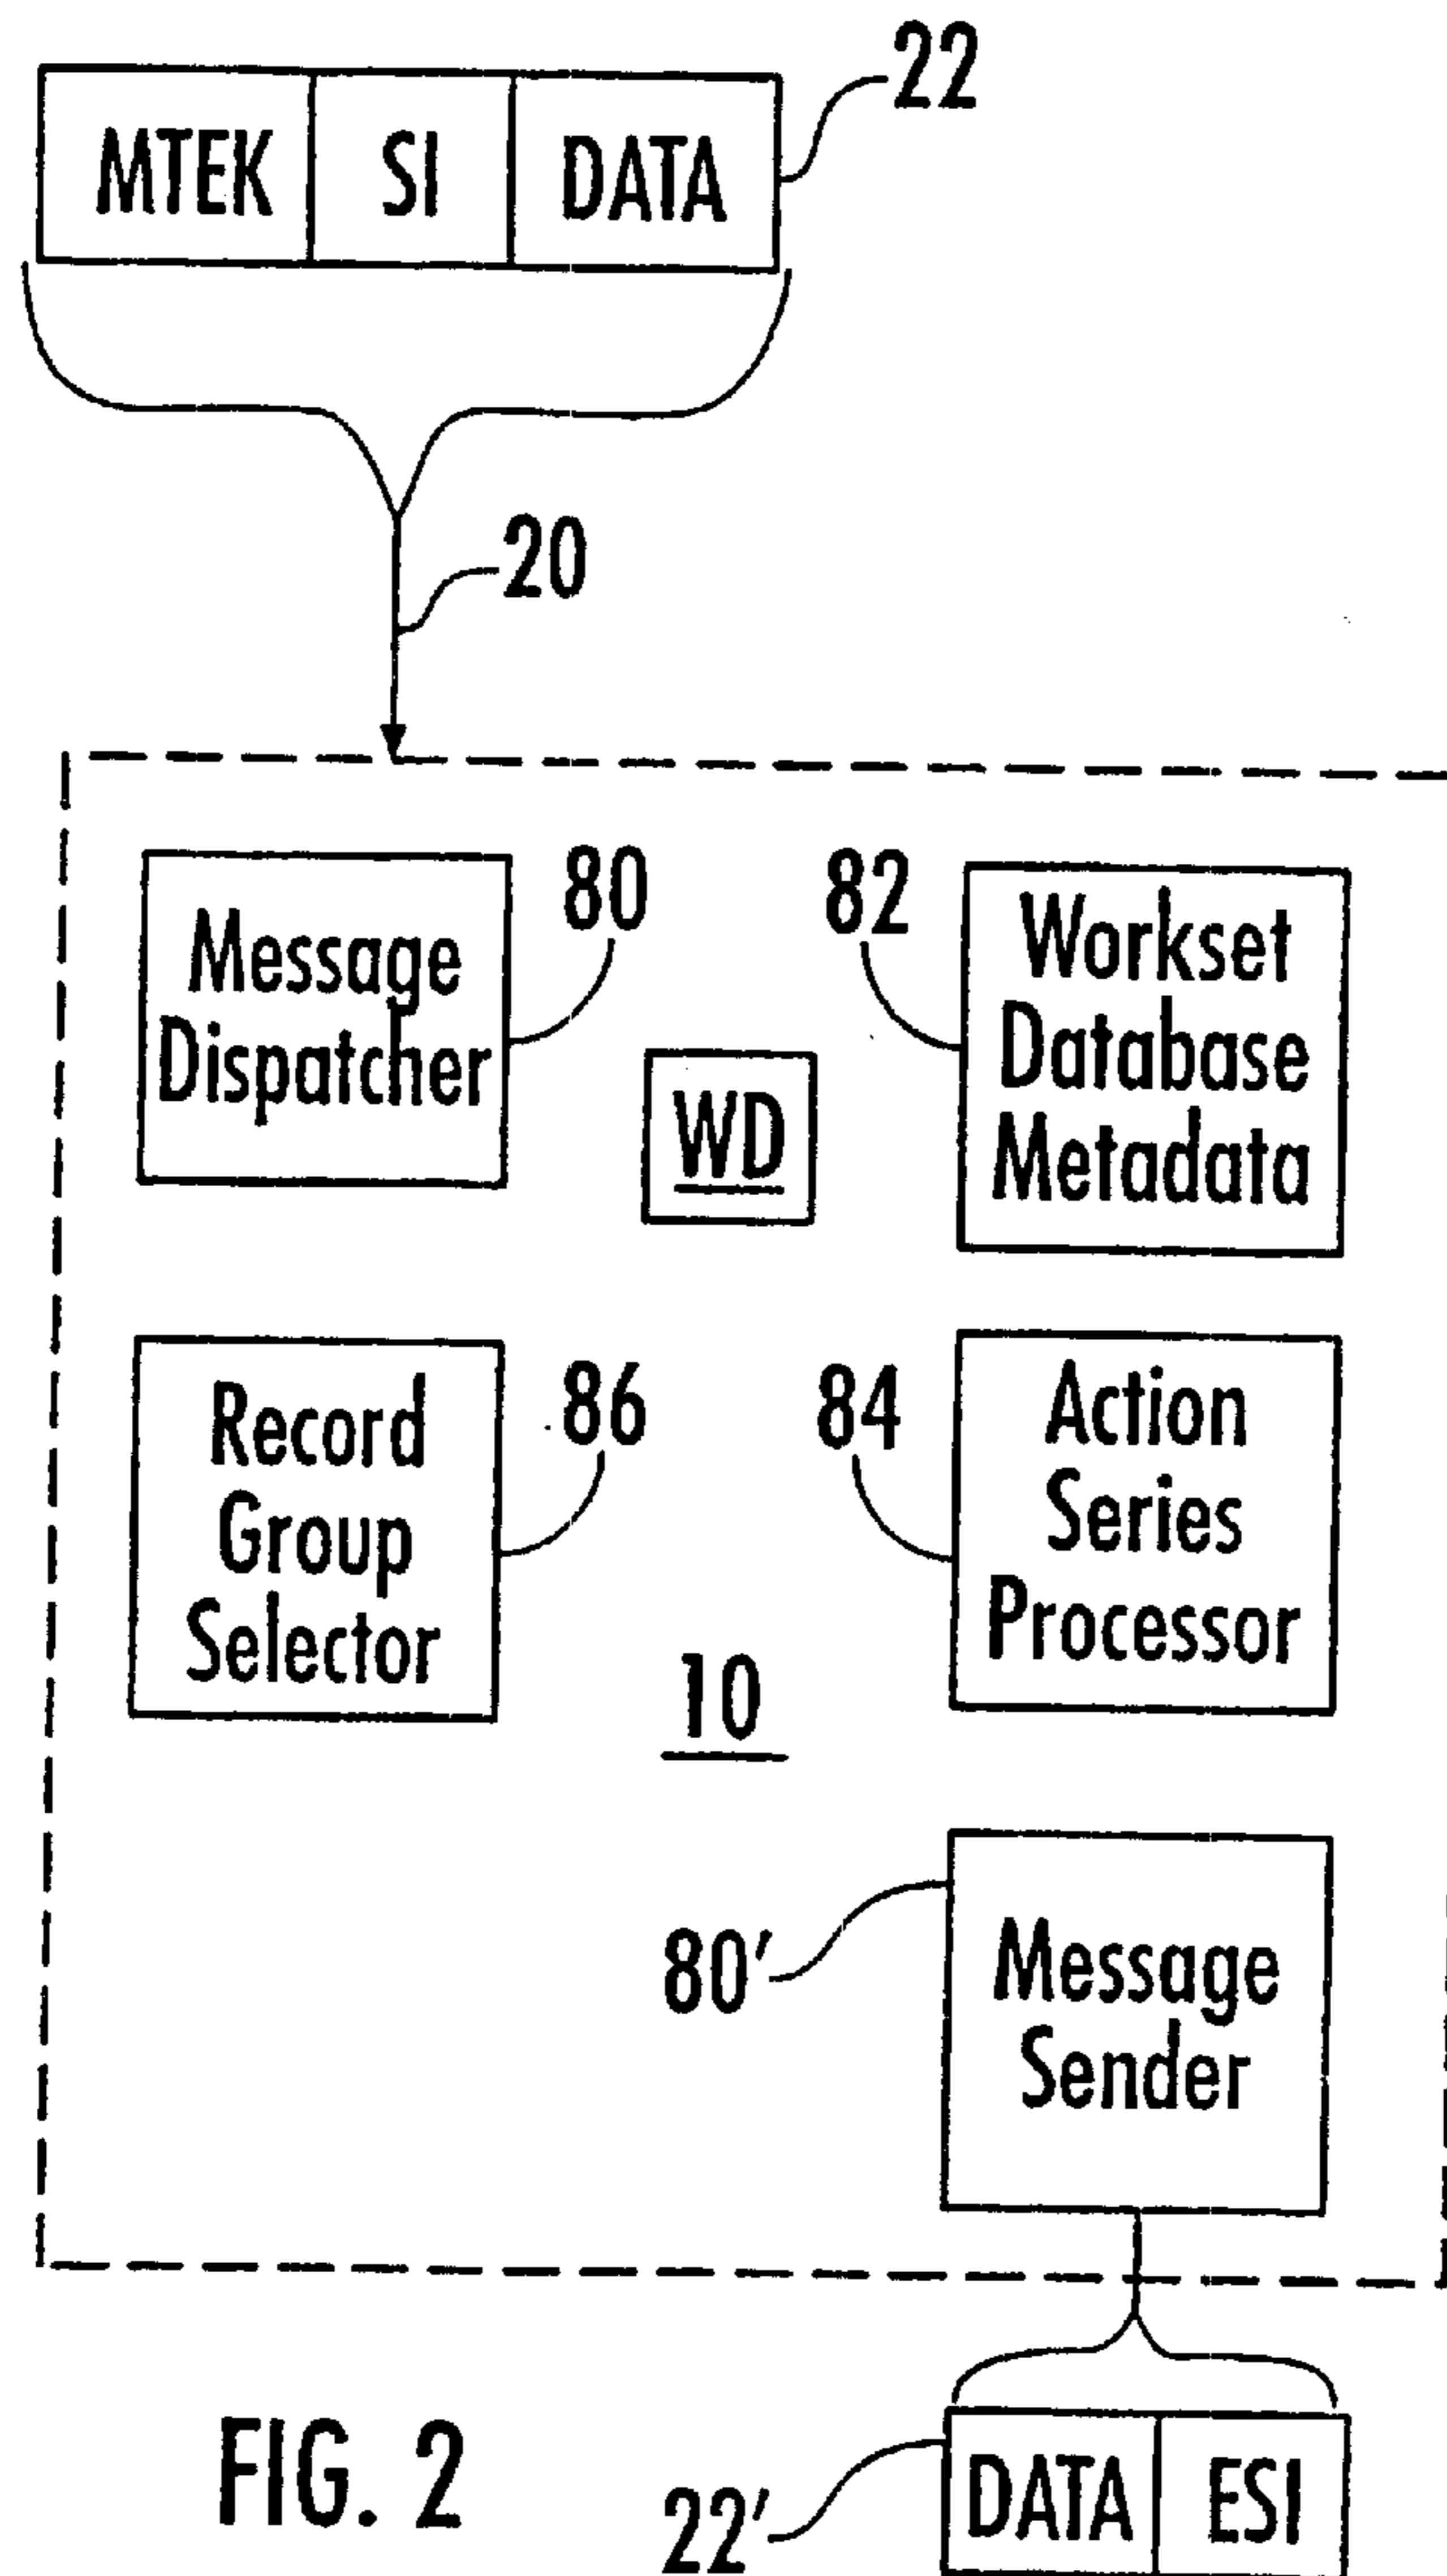 22
MTEK SI DATA
20
Message
Dispatcher
80
82
Workset
Database
Metadata
WD
Record
Group
Selector
86
84
Action
Series
Processor
10
80'
Message
Sender
FIG. 2
22'
DATA ESI